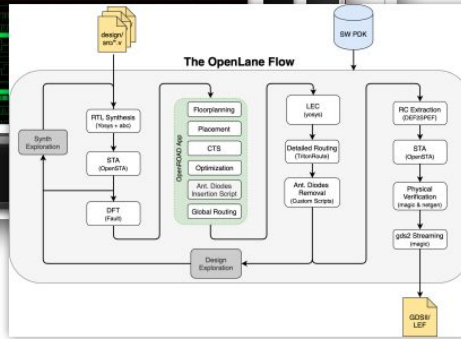 design/
src/*.v
SW PDK
The OpenLane Flow
Synth
Exploration
RTL Synthesis
(Yosys + abc)
STA
(OpenSTA)
DFT
(Fault)
OpenROAD App
Floorplanning
Placement
CTS
Optimization
Ant. Diodes
Insertion Script
Global Routing
LEC
(yosys)
Detailed Routing
(TritonRoute)
Ant. Diodes
Removal
(Custom Scripts)
Design
Exploration
RC Extraction
(DEF2SPEF)
STA
(OpenSTA)
Physical
Verification
(magic & netgen)
gds2 Streaming
(magic)
GDSII/
LEF